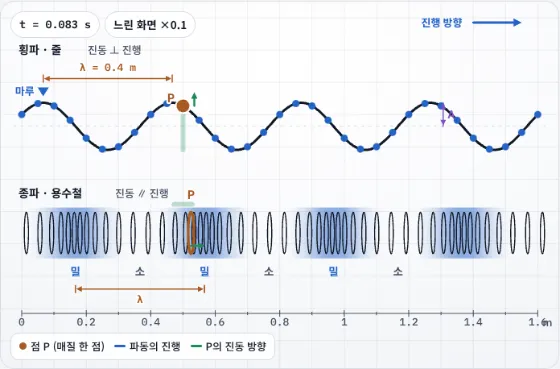 t = 0.083 s
느린 화면 ×0.1
진행 방향
횡파 · 줄
진동 ⊥ 진행
λ = 0.4 m
마루
P
A
종파 · 용수철
진동 ∥ 진행
P
밀
소
밀
소
밀
소
λ
0
0.2
0.4
0.6
0.8
1
1.2
1.4
1.6
m
점 P (매질 한 점)
파동의 진행
P의 진동 방향